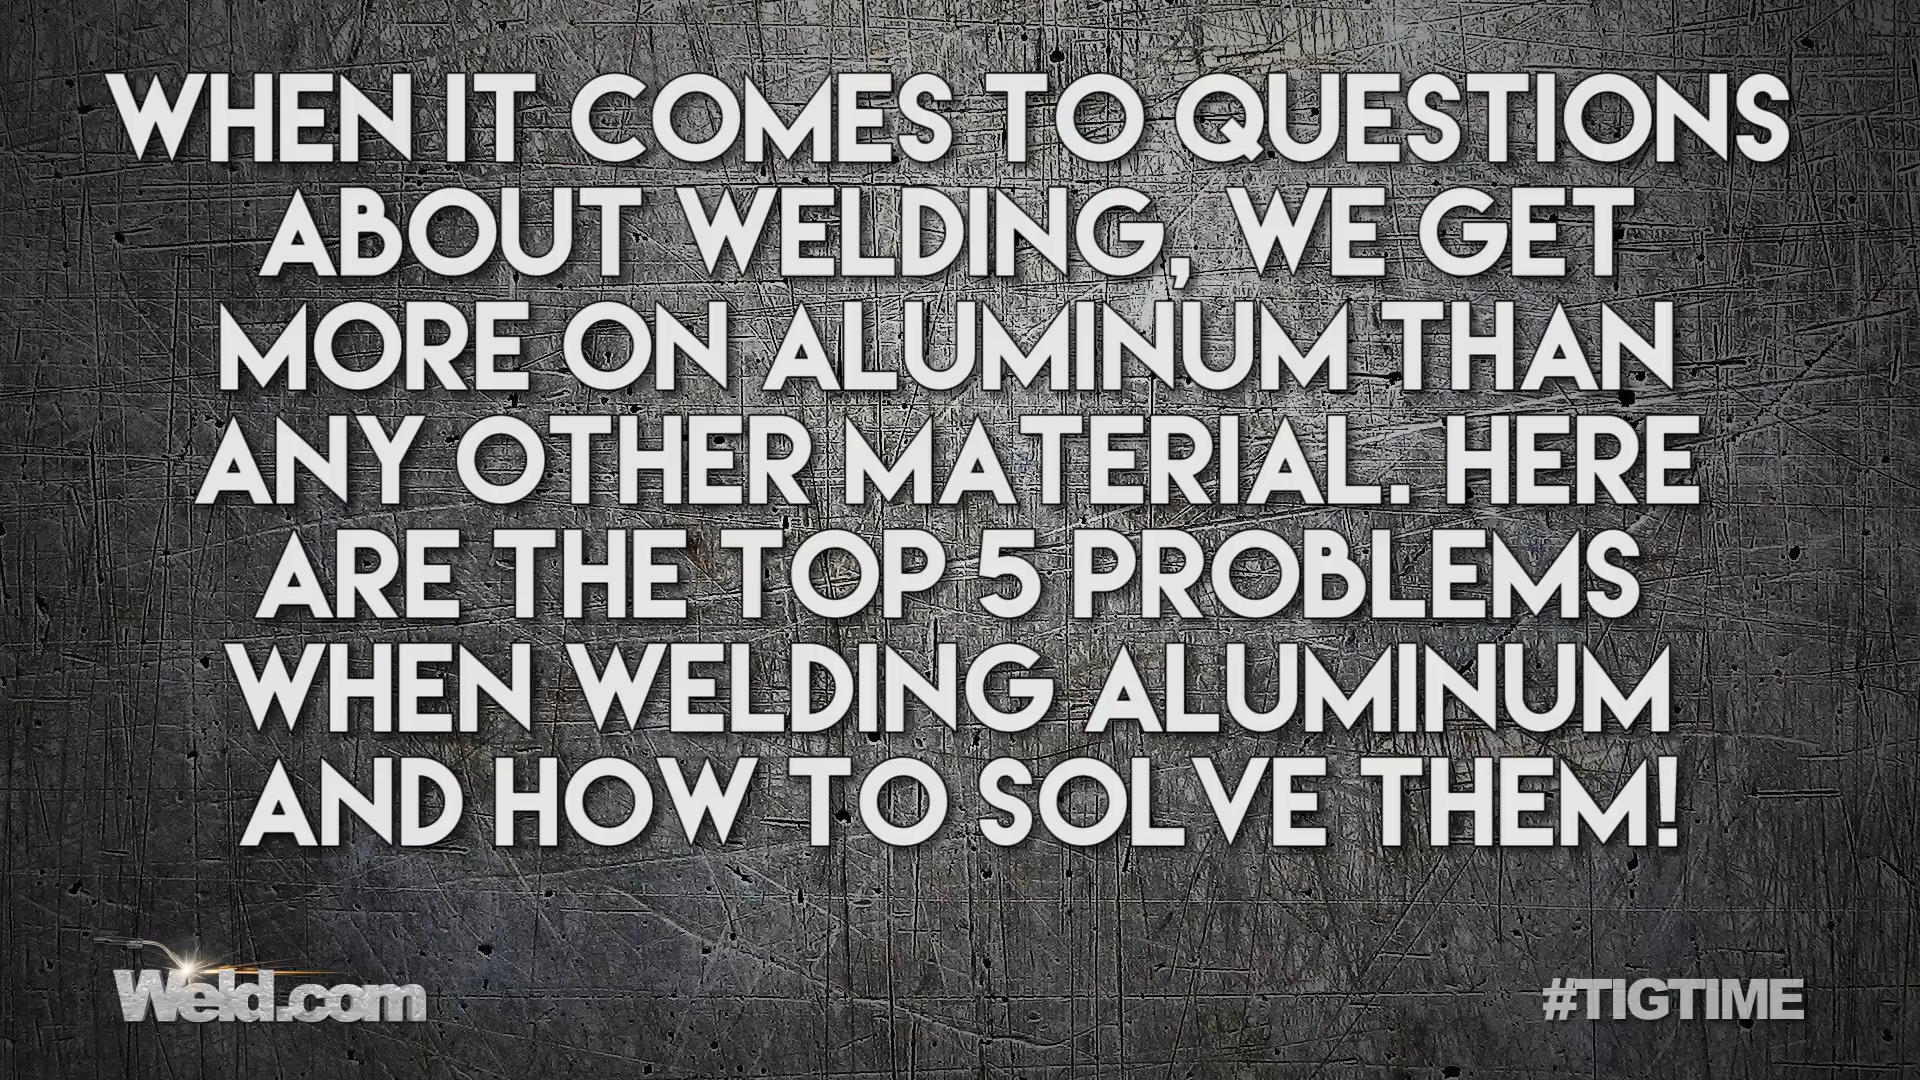 WHEN IT COMES TO QUESTIONS
ABOUT WELDING, WE GET
MORE ON ALUMINUM THAN
ANY OTHER MATERIAL. HERE
ARE THE TOP 5 PROBLEMS
WHEN WELDING ALUMINUM
AND HOW TO SOLVE THEM!
Weld.com
#TIGTIME